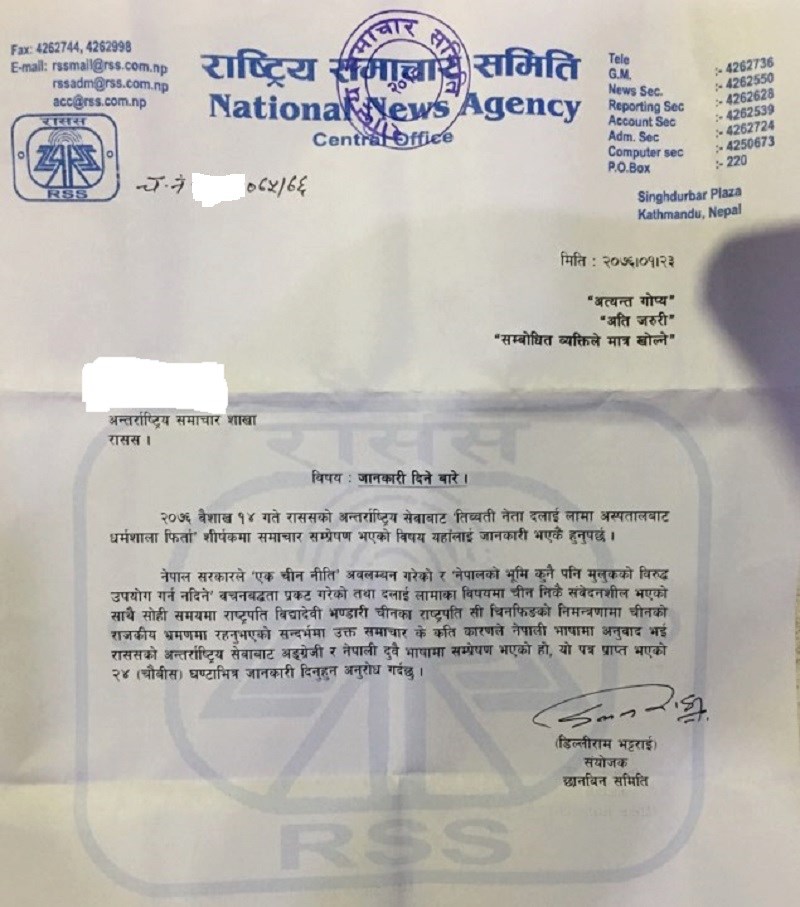 Fax: 4262744, 4262998
E-mail: rssmail@rss.com.np
rssadm@rss.com.np
acc@rss.com.np
रासस
RSS
राष्ट्रिय समाचार समिति
National News Agency
Central Office
राष्ट्रिय समाचार समिति
Tele
G.M. :- 4262736
News Sec. :- 4262550
Reporting Sec :- 4262628
Account Sec :- 4262539
Adm. Sec :- 4262724
Computer sec :- 4250673
P.O.Box :- 220
Singhdurbar Plaza
Kathmandu, Nepal
च. नं ०७५/७६
मिति : २०७६।०१।२३
"अत्यन्त गोप्य"
"अति जरुरी"
"सम्बोधित व्यक्तिले मात्र खोल्ने"
अन्तर्राष्ट्रिय समाचार शाखा
रासस ।
विषय : जानकारी दिने बारे ।
२०७६ बैशाख १४ गते राससको अन्तर्राष्ट्रिय सेवाबाट 'तिब्बती नेता दलाई लामा अस्पतालबाट
धर्मशाला फिर्ता' शीर्षकमा समाचार सम्प्रेषण भएको विषय यहाँलाई जानकारी भएकै हुनुपर्छ ।
नेपाल सरकारले 'एक चीन नीति' अवलम्बन गरेको र 'नेपालको भूमि कुनै पनि मुलुकको विरुद्ध
उपयोग गर्न नदिने' बचनबद्धता प्रकट गरेको तथा दलाई लामाका विषयमा चीन निकै संवेदनशील भएको
साथै सोही समयमा राष्ट्रपति विद्यादेवी भण्डारी चीनका राष्ट्रपति सी चिनफिङको निमन्त्रणामा चीनको
राजकीय भ्रमणमा रहनुभएको सन्दर्भमा उक्त समाचार के कति कारणले नेपाली भाषामा अनुवाद भई
राससको अन्तर्राष्ट्रिय सेवाबाट अङ्ग्रेजी र नेपाली दुवै भाषामा सम्प्रेषण भएको हो, यो पत्र प्राप्त भएको
२४ (चौबीस) घण्टाभित्र जानकारी दिनुहुन अनुरोध गर्दछु ।
(डिल्लीराम भट्टराई)
संयोजक
छानविन समिति
रासस
RSS